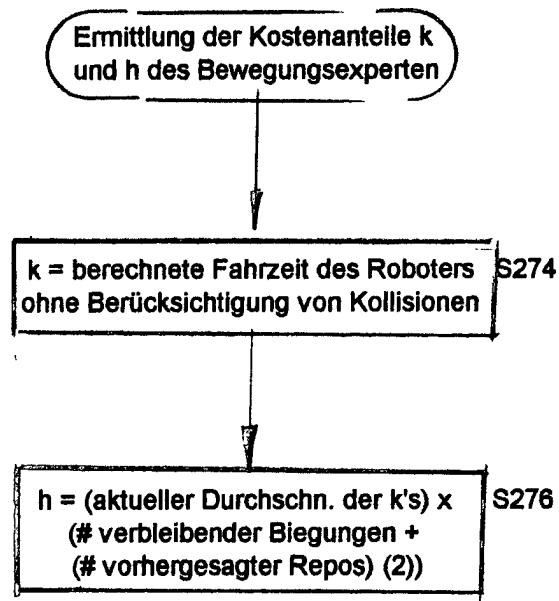 Ermittlung der Kostenanteile k
und h des Bewegungsexperten
k = berechnete Fahrzeit des Roboters
ohne Berücksichtigung von Kollisionen
S274
h = (aktueller Durchschn. der k's) x
(# verbleibender Biegungen +
(# vorhergesagter Repos) (2))
S276